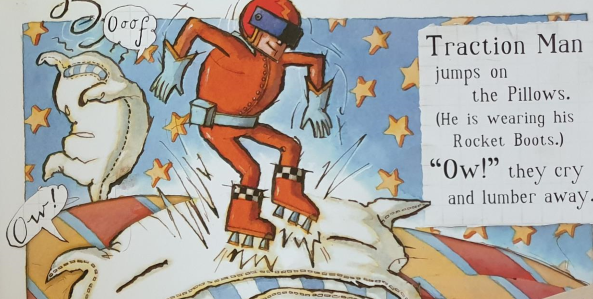 Ooof
Traction Man
jumps on
the Pillows.
(He is wearing his
Rocket Boots.)
“Ow!” they cry
and lumber away.
Ow!